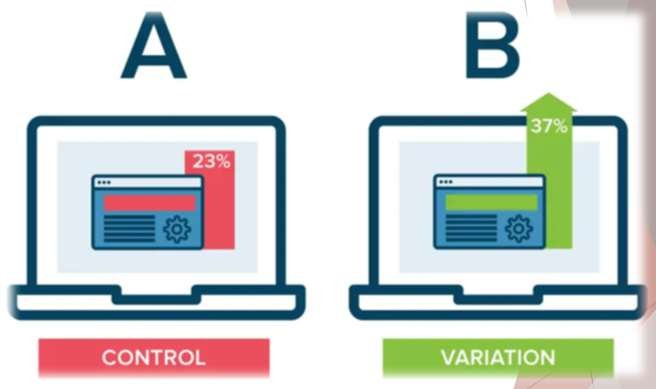 A
B
23%
37%
CONTROL
VARIATION